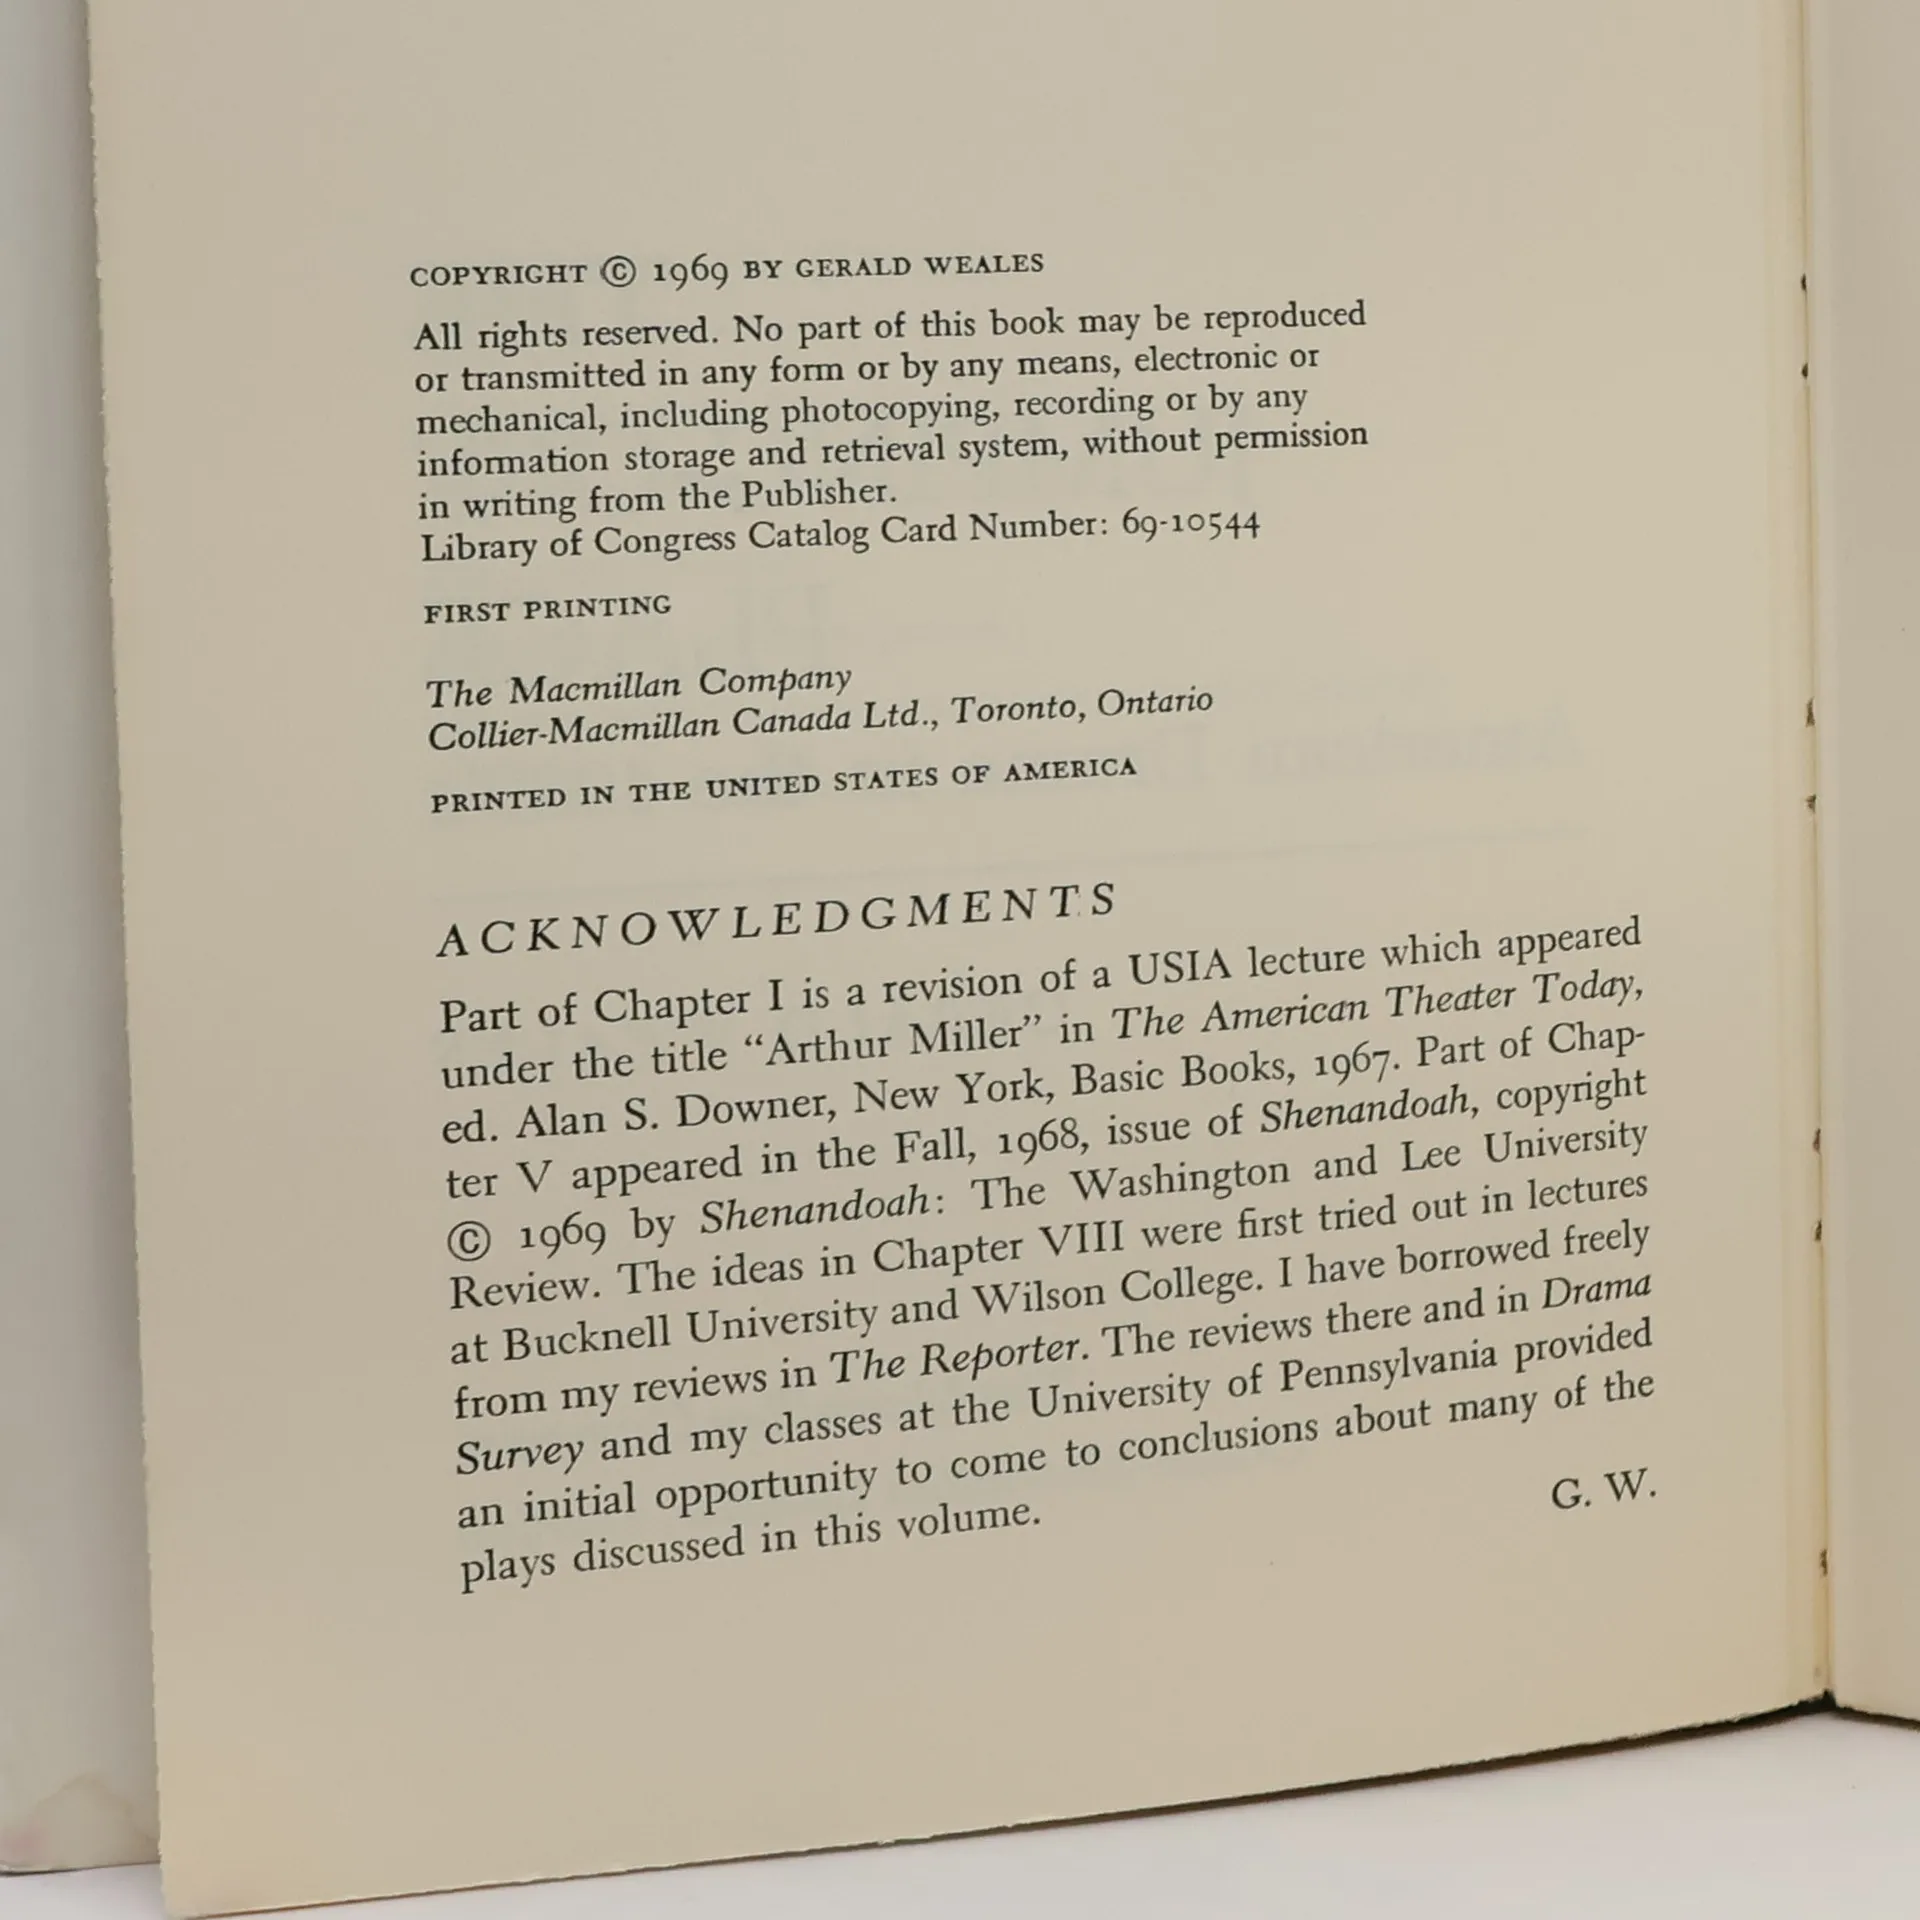 COPYRIGHT © 1969 BY GERALD WEALES
All rights reserved. No part of this book may be reproduced
or transmitted in any form or by any means, electronic or
mechanical, including photocopying, recording or by any
information storage and retrieval system, without permission
in writing from the Publisher.
Library of Congress Catalog Card Number: 69-10544
FIRST PRINTING
The Macmillan Company
Collier-Macmillan Canada Ltd., Toronto, Ontario
PRINTED IN THE UNITED STATES OF AMERICA
ACKNOWLEDGMENTS
Part of Chapter I is a revision of a USIA lecture which appeared
under the title “Arthur Miller” in The American Theater Today,
ed. Alan S. Downer, New York, Basic Books, 1967. Part of Chap-
ter V appeared in the Fall, 1968, issue of Shenandoah, copyright
© 1969 by Shenandoah: The Washington and Lee University
Review. The ideas in Chapter VIII were first tried out in lectures
at Bucknell University and Wilson College. I have borrowed freely
from my reviews in The Reporter. The reviews there and in Drama
Survey and my classes at the University of Pennsylvania provided
an initial opportunity to come to conclusions about many of the
plays discussed in this volume.
G. W.